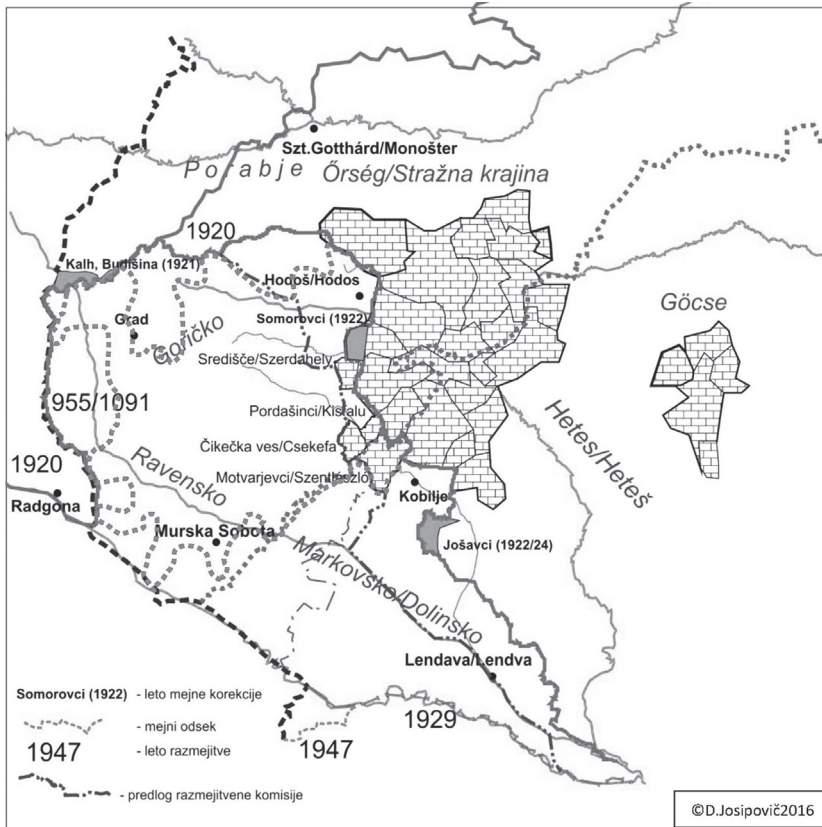 Szt.Gotthárd/Monošter
Porabje
Őrség/Stražna krajina
1920
Kalh, Budišina (1921)
Hodoš/Hodos
Göcse
Grad
Goričko
Somorovci (1922)
Središče/Szerdahely
955/1091
Pordašinci/Kisfalu
Hetes/Heteš
Čikečka ves/Csekefa
1920
Ravensko
Motvarjevci/Szentlészló
Radgona
Kobilje
Murska Sobota
Jošavci (1922/24)
Markovsko/Dolinsko
Lendava/Lendva
Somorovci (1922) - leto mejne korekcije
1929
- mejni odsek
1947 - leto razmejitve
1947
- predlog razmejitvene komisije
©D.Josipovič2016